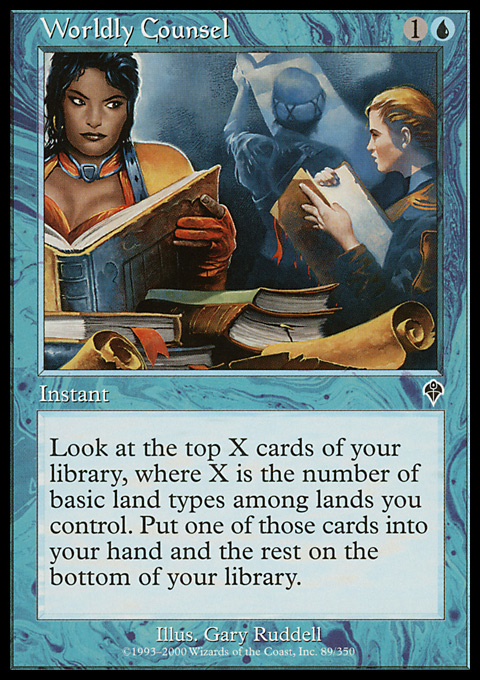 Worldly Counsel 1
Instant
Look at the top X cards of your
library, where X is the number of
basic land types among lands you
control. Put one of those cards into
your hand and the rest on the
bottom of your library.
Illus. Gary Ruddell
©1993–2000 Wizards of the Coast, Inc. 89/350